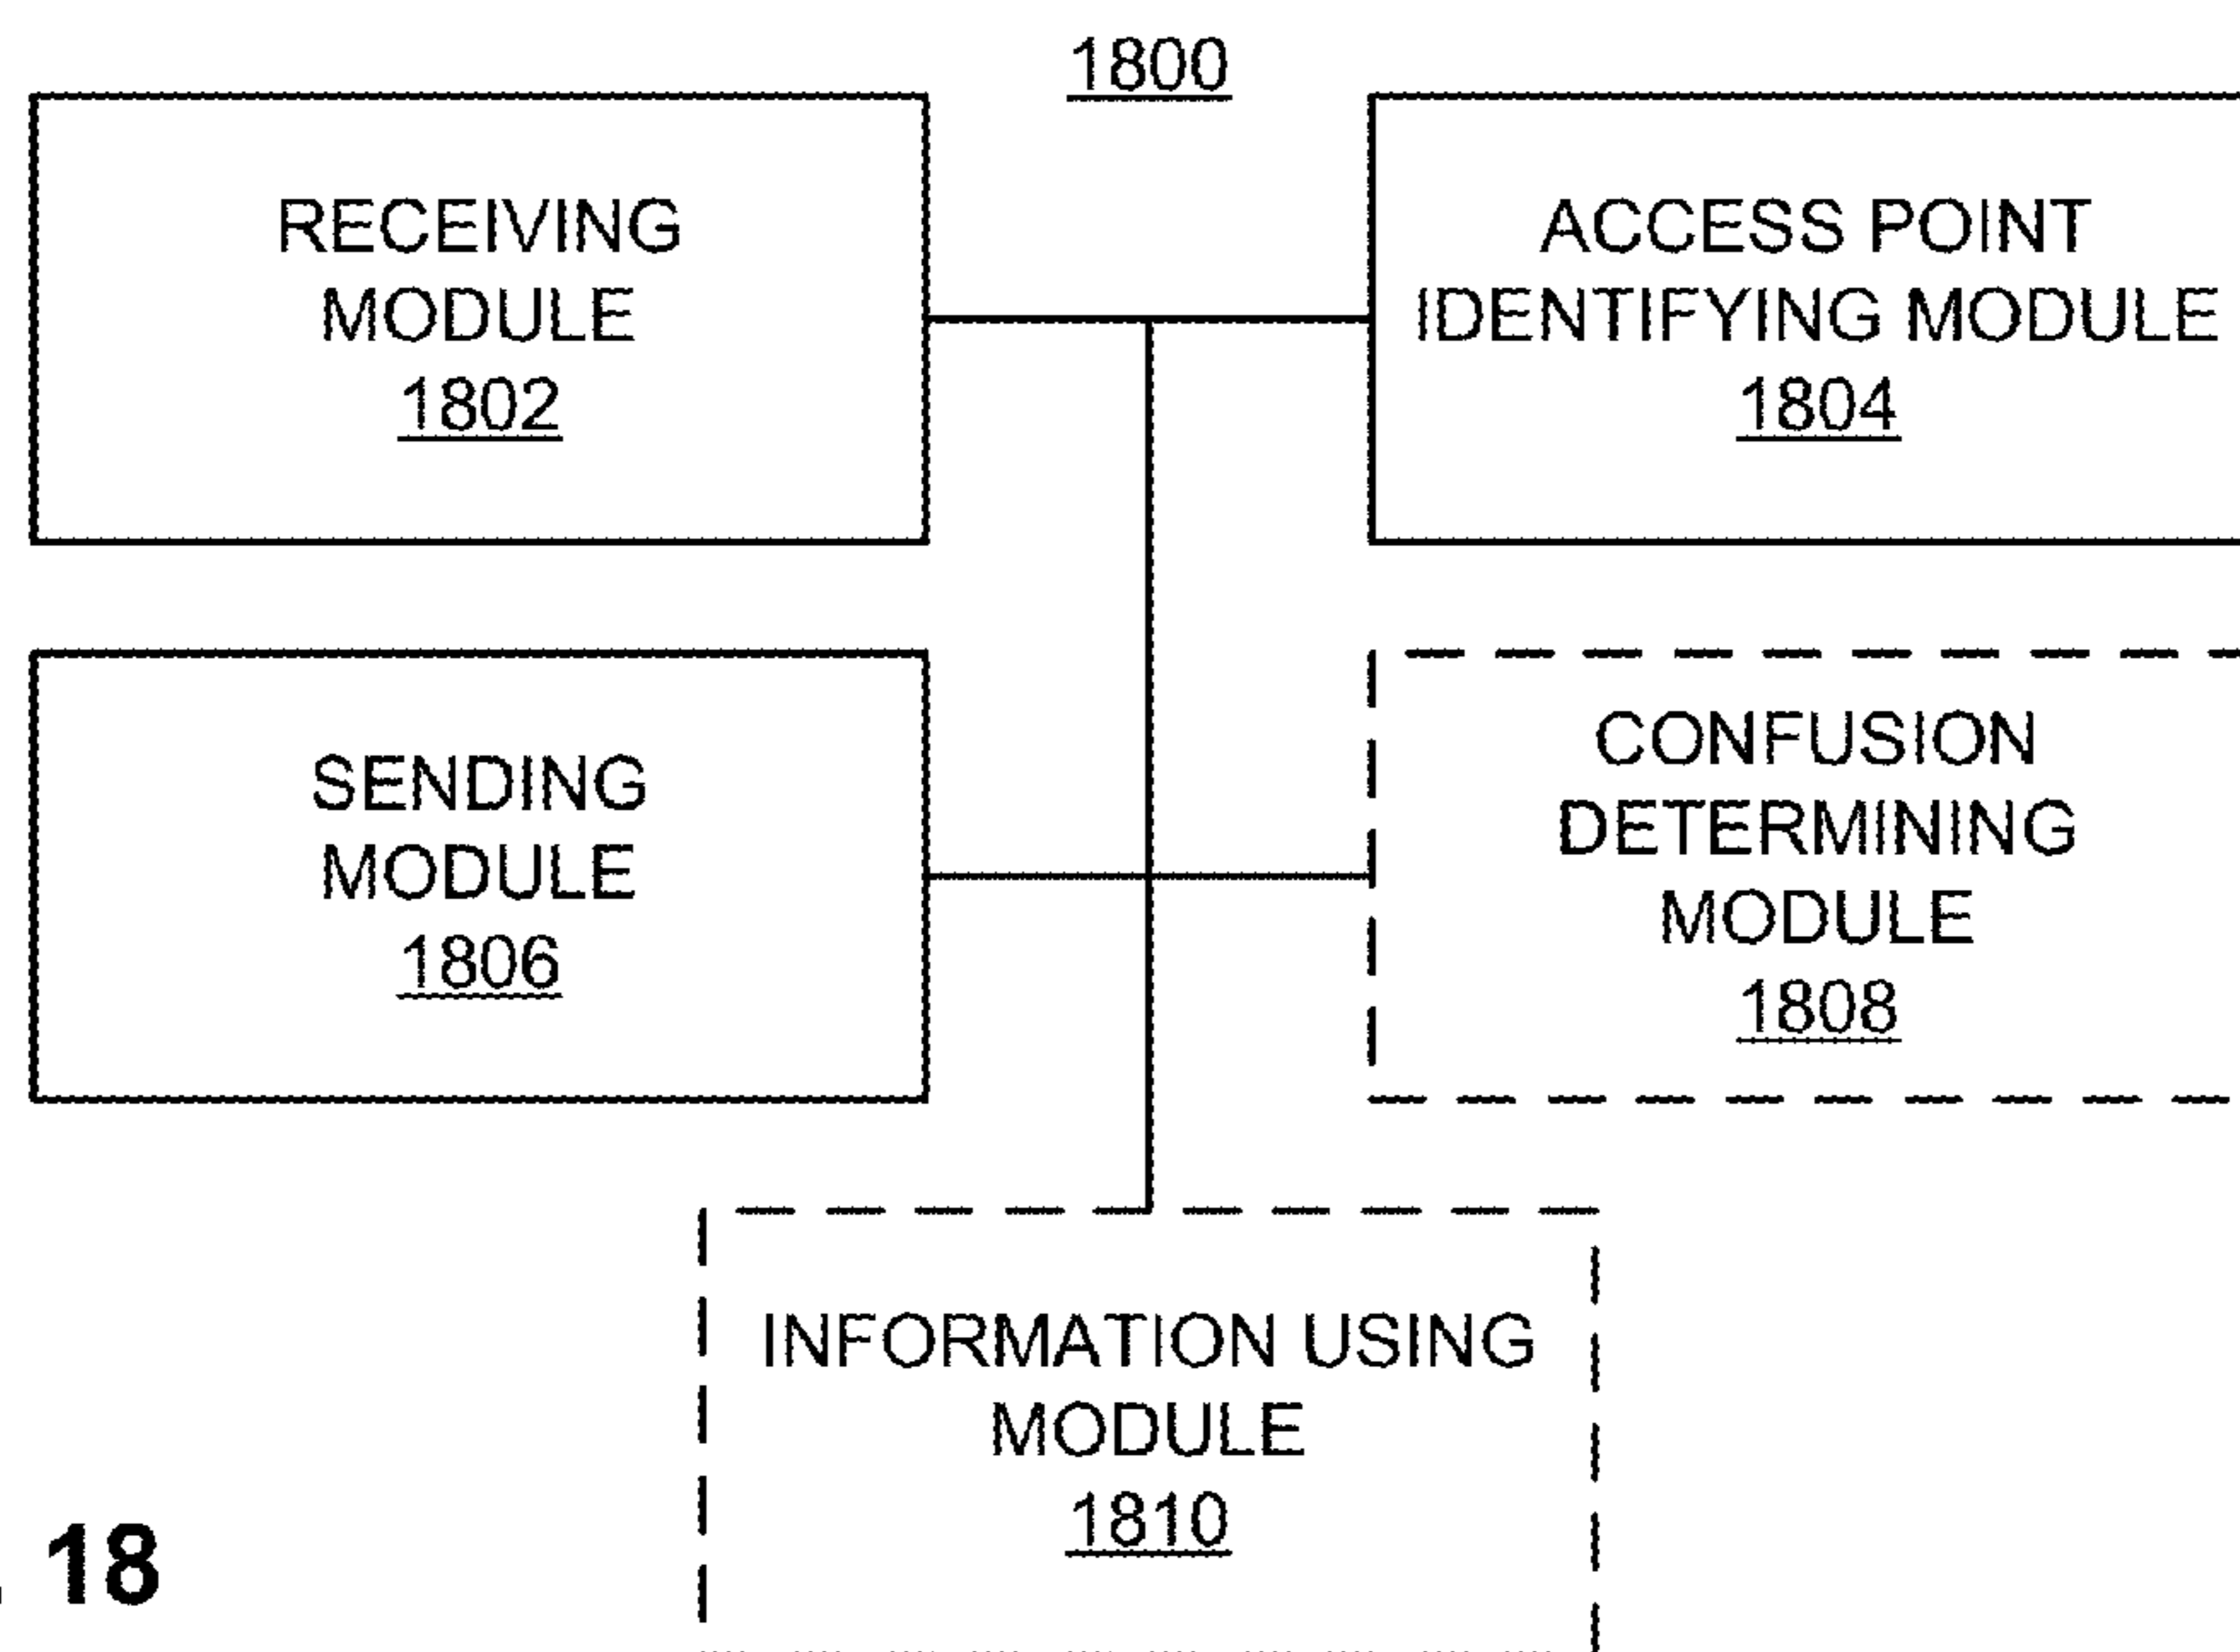 1800
RECEIVING
MODULE
1802
ACCESS POINT
IDENTIFYING MODULE
1804
SENDING
MODULE
1806
CONFUSION
DETERMINING
MODULE
1808
INFORMATION USING
MODULE
1810
. 18